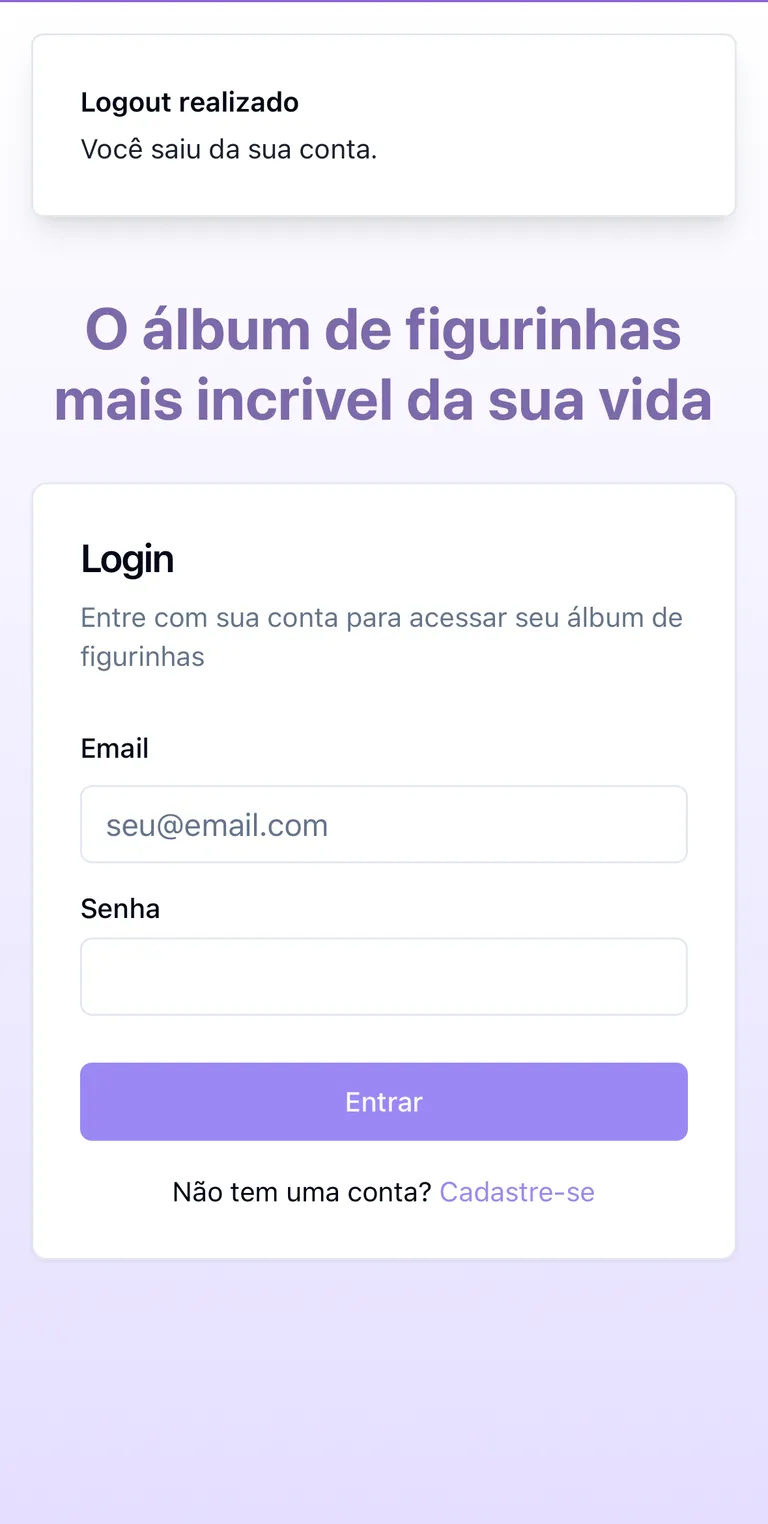 Logout realizado
Você saiu da sua conta.
O álbum de figurinhas
mais incrivel da sua vida
Login
Entre com sua conta para acessar seu álbum de
figurinhas
Email
seu@email.com
Senha
Entrar
Não tem uma conta? Cadastre-se